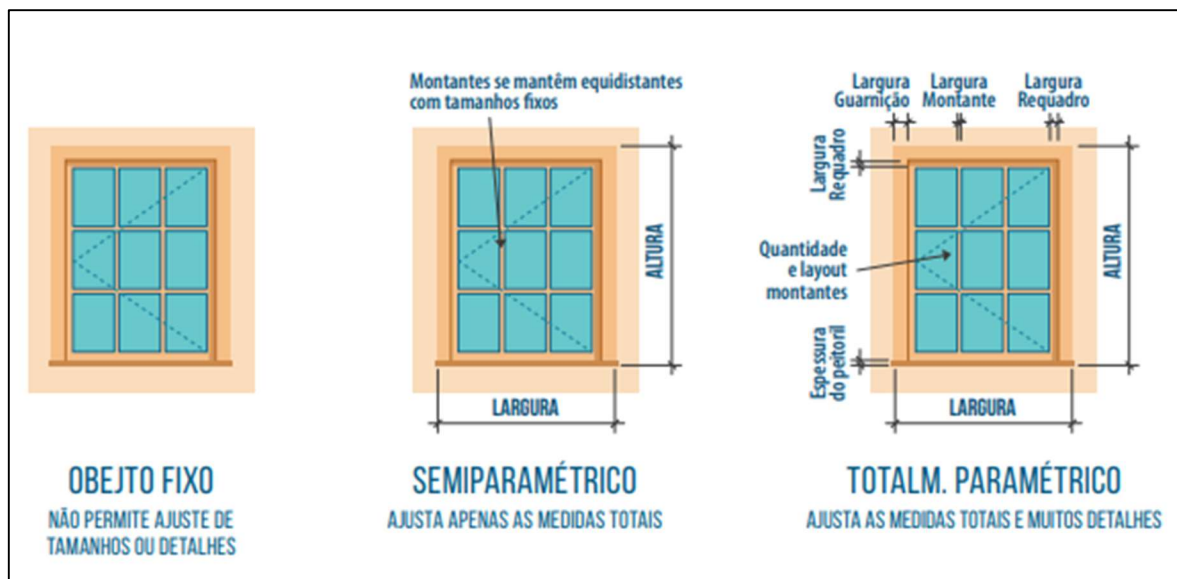 OBEJTO FIXO
NÃO PERMITE AJUSTE DE
TAMANHOS OU DETALHES
Montantes se mantêm equidistantes
com tamanhos fixos
ALTURA
LARGURA
SEMIPARAMÉTRICO
AJUSTA APENAS AS MEDIDAS TOTAIS
Largura
Guarnição
Largura
Montante
Largura
Requadro
Largura
Requadro
Quantidade
e layout
montantes
Espessura
do peitoril
ALTURA
LARGURA
TOTALM. PARAMÉTRICO
AJUSTA AS MEDIDAS TOTAIS E MUITOS DETALHES